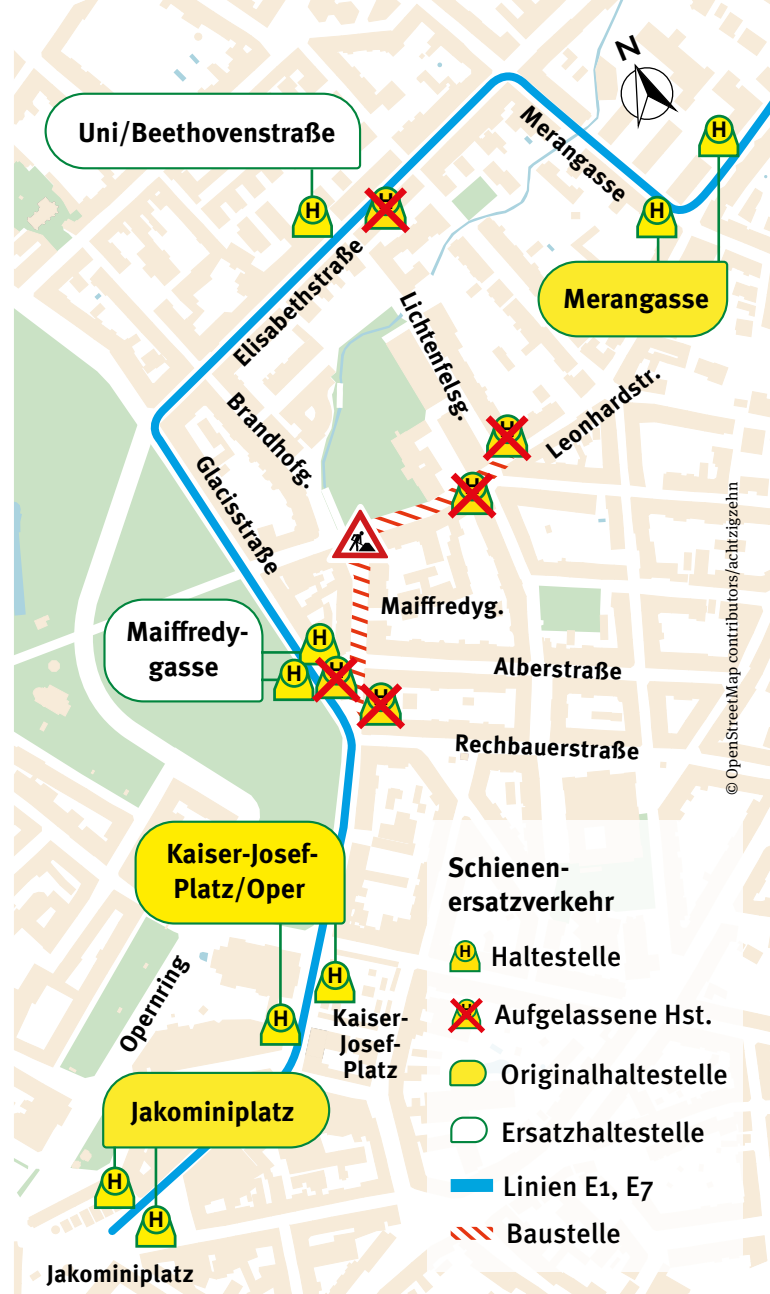 N
Uni/Beethovenstraße
H
H
H
Merangasse
H
H
Merangasse
Elisabethstraße
Lichtenfelsg.
Brandhofg.
H
Leonhardstr.
H
Glacisstraße
© OpenStreetMap contributors/achtzigzehn
Maiffredyg.
Maiffredy-
gasse
H
H
H
H
Alberstraße
Rechbauerstraße
Kaiser-Josef-
Platz/Oper
H
H
Opernring
Kaiser-
Josef-
Platz
Jakominiplatz
H
H
Jakominiplatz
Schienen-
ersatzverkehr
H
Haltestelle
H
Aufgelassene Hst.
Originalhaltestelle
Ersatzhaltestelle
Linien E1, E7
Baustelle